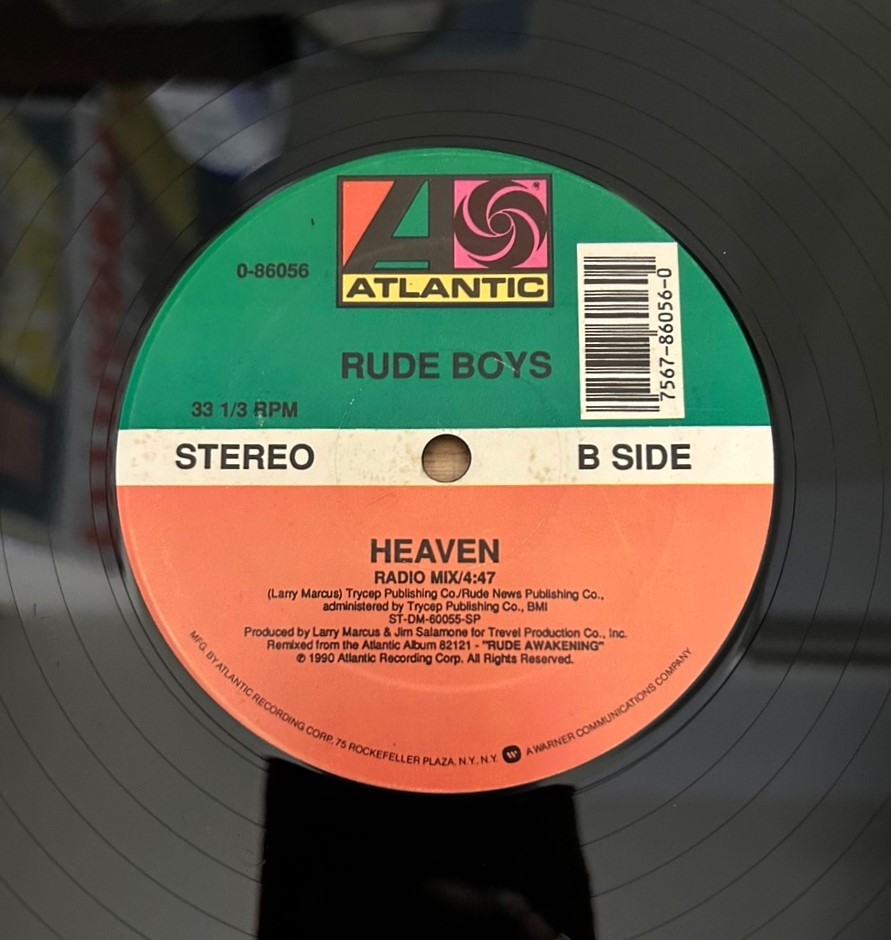 ATLANTIC
0-86056
7567-86056-0
RUDE BOYS
33 1/3 RPM
STEREO
B SIDE
HEAVEN
RADIO MIX/4:47
(Larry Marcus) Trycep Publishing Co./Rude News Publishing Co.,
administered by Trycep Publishing Co., BMI
ST-DM-60055-SP
Produced by Larry Marcus & Jim Salamone for Trevel Production Co., Inc.
Remixed from the Atlantic Album 82121 - "RUDE AWAKENING"
℗ 1990 Atlantic Recording Corp. All Rights Reserved.
MFG. BY ATLANTIC RECORDING CORP., 75 ROCKEFELLER PLAZA, N.Y., N.Y. A WARNER COMMUNICATIONS COMPANY